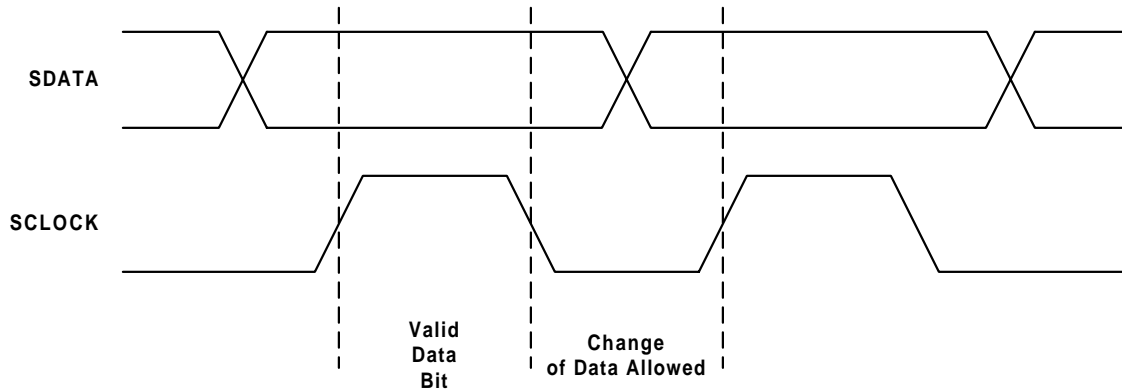 SDATA
SCLOCK
Valid
Data
Bit
Change
of Data Allowed